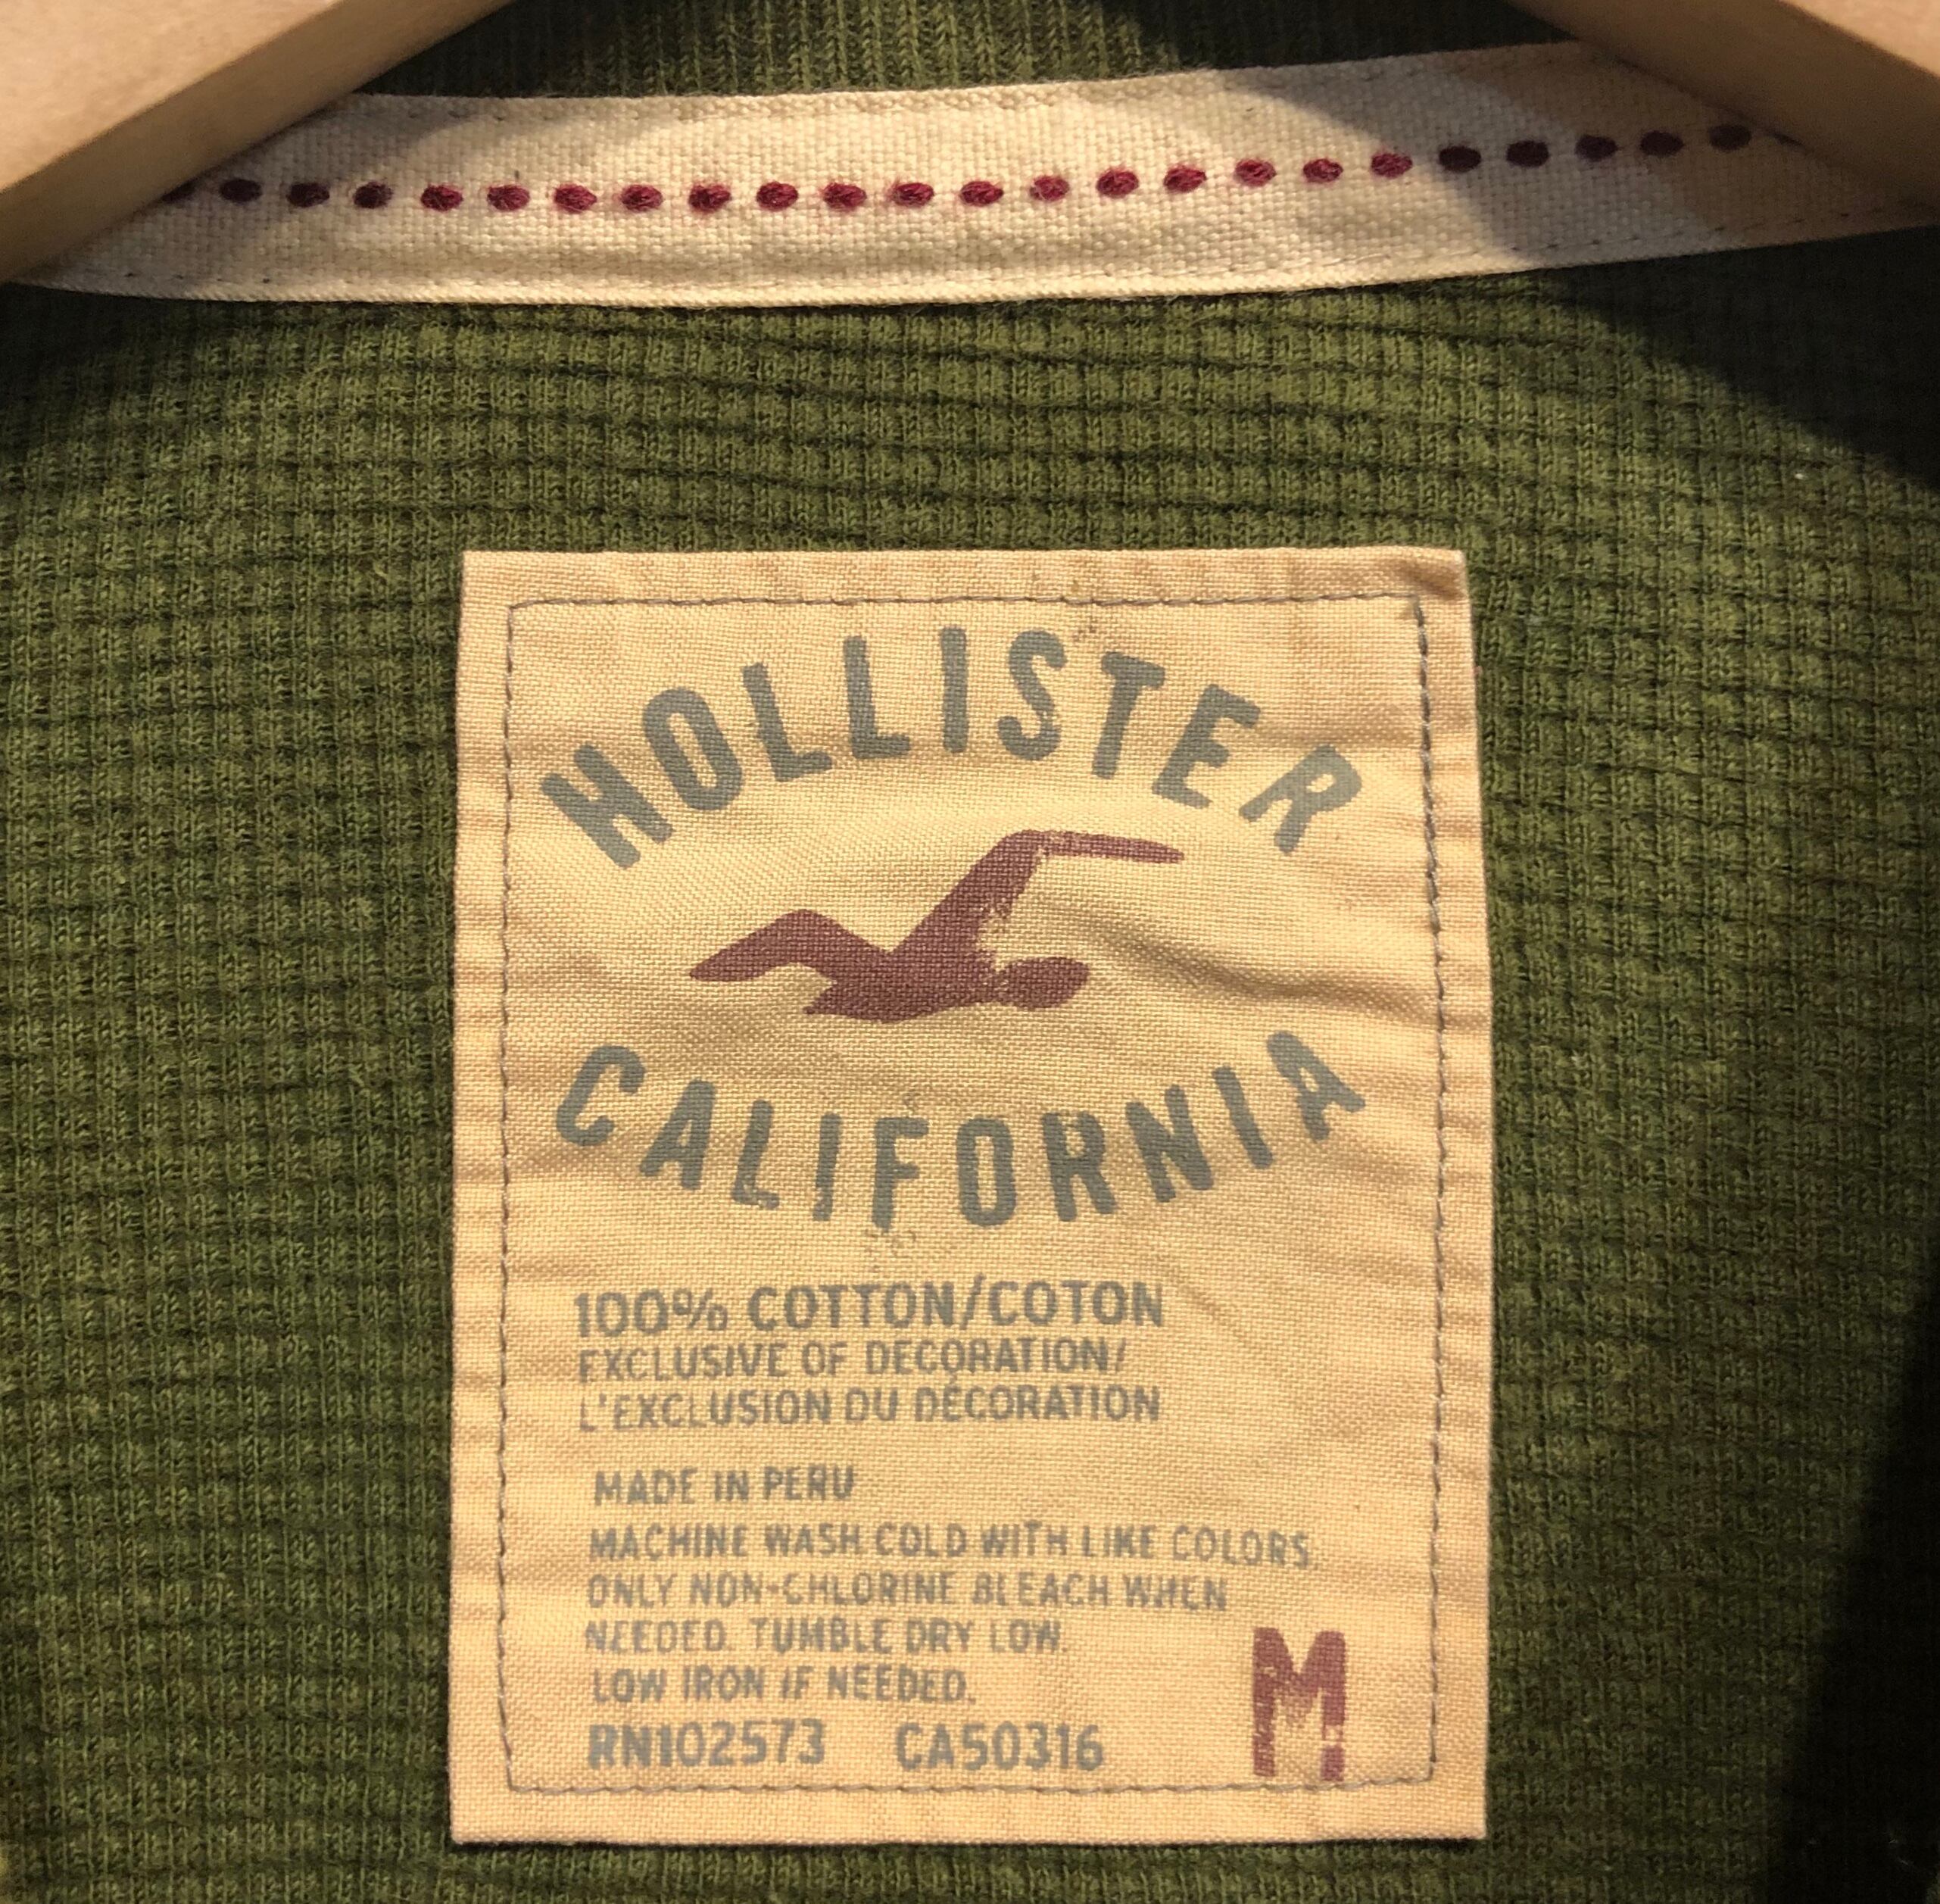 HOLLISTER
CALIFORNIA
100% COTTON/COTON
EXCLUSIVE OF DECORATION/
L'EXCLUSION DU DÉCORATION
MADE IN PERU
MACHINE WASH COLD WITH LIKE COLORS.
ONLY NON-CHLORINE BLEACH WHEN
NEEDED. TUMBLE DRY LOW.
LOW IRON IF NEEDED.
RN102573 CA50316
M